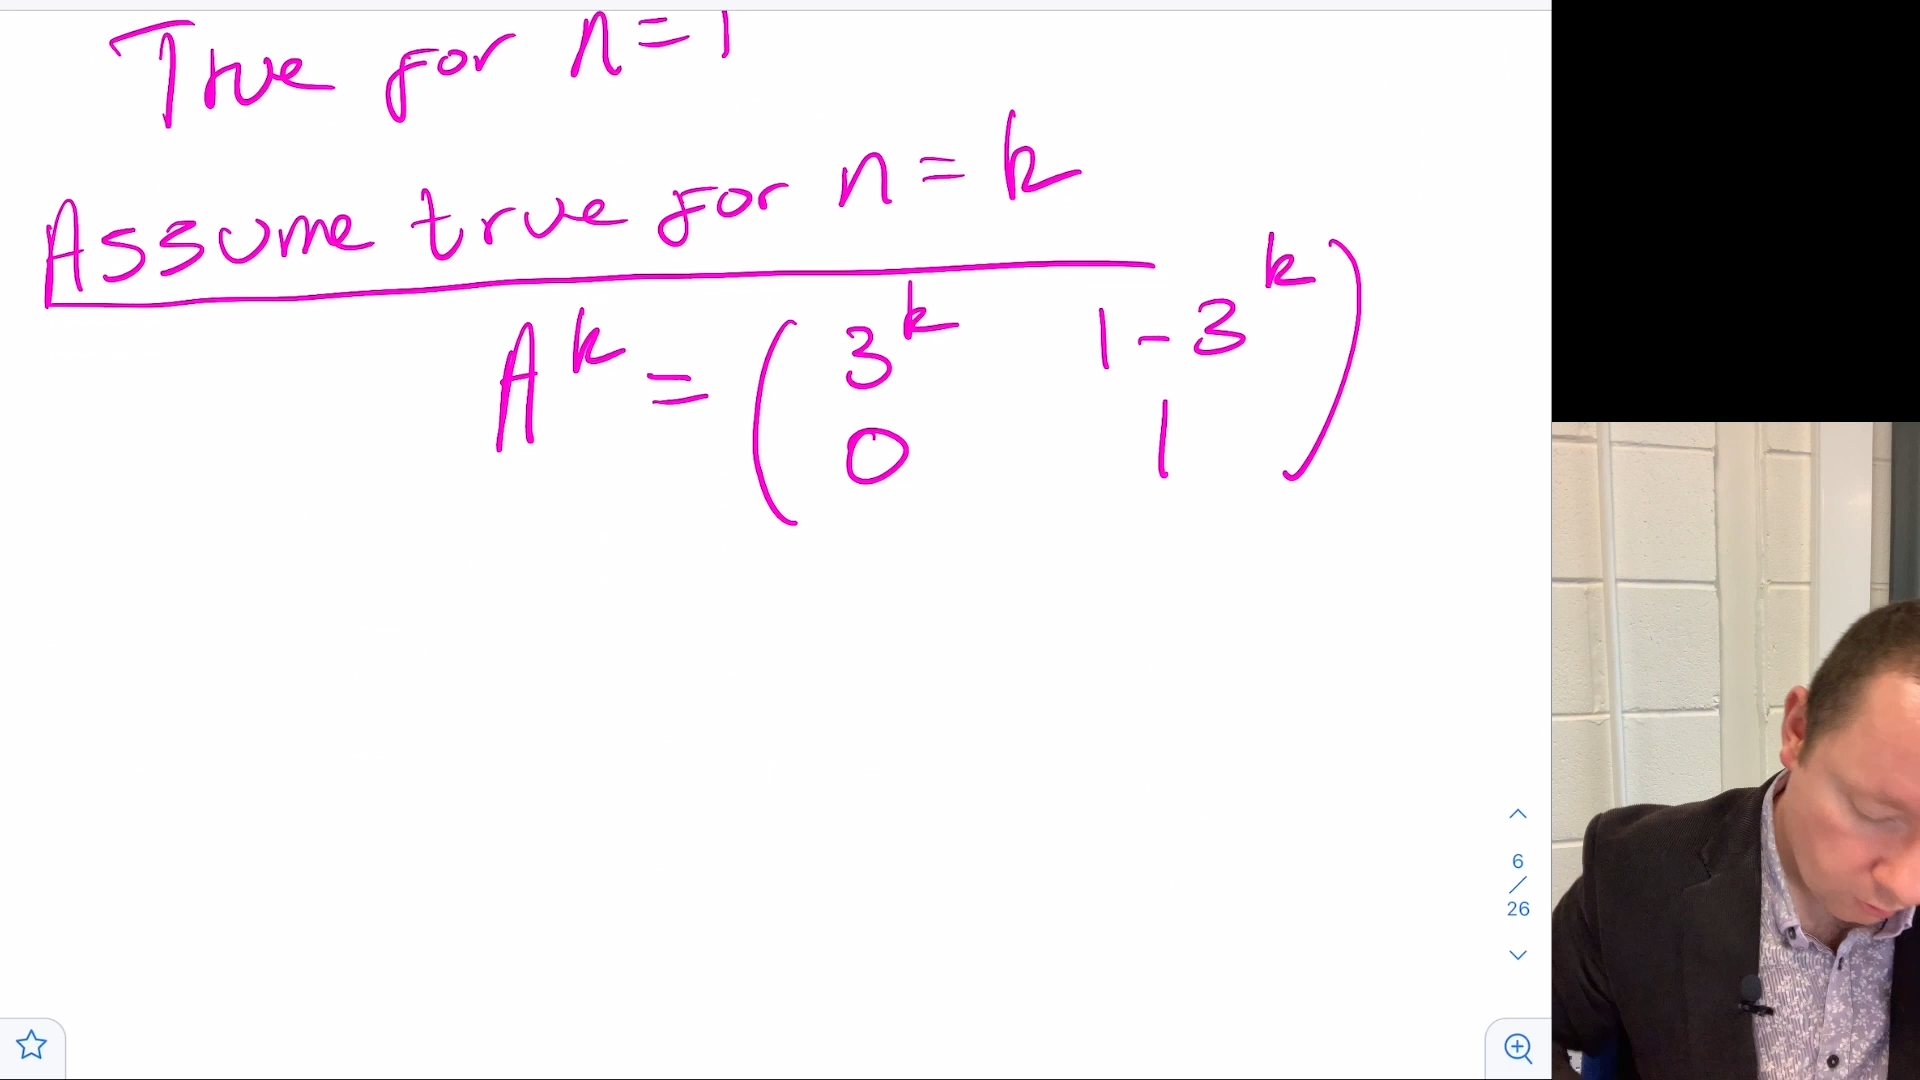 True for n = 1
Assume true for n = k
A^k = ( 3^k 1 - 3^k
0 1 )
6
/
26